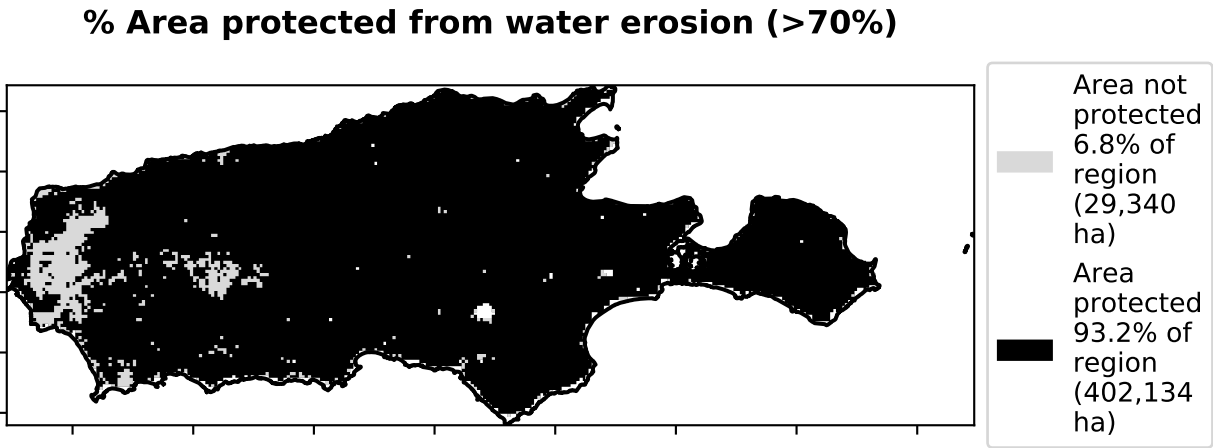 % Area protected from water erosion (>70%)
Area not
protected
6.8% of
region
(29,340
ha)
Area
protected
93.2% of
region
(402,134
ha)